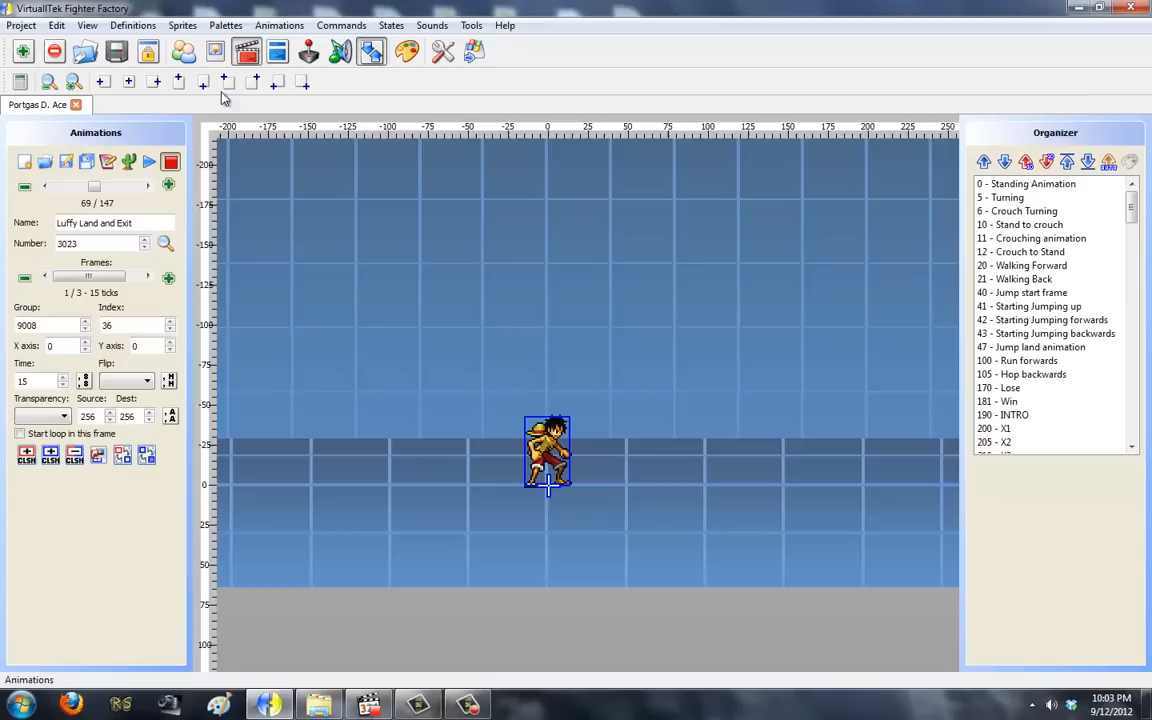 VirtuallTek Fighter Factory
Project Edit View Definitions Sprites Palettes Animations Commands States Sounds Tools Help
Portgas D. Ace
Animations
69 / 147
Name: Luffy Land and Exit
Number: 3023
Frames:
1 / 3 - 15 ticks
Group: Index:
9008 36
X axis: 0 Y axis: 0
Time: Flip:
15
Transparency: Source: Dest:
256 256
Start loop in this frame
CLSN CLSN CLSN
-200 -175 -150 -125 -100 -75 -50 -25 0 25 50 75 100 125 150 175 200 225 250
-200
-175
-150
-125
-100
-75
-50
-25
0
25
50
75
100
Organizer
0 - Standing Animation
5 - Turning
6 - Crouch Turning
10 - Stand to crouch
11 - Crouching animation
12 - Crouch to Stand
20 - Walking Forward
21 - Walking Back
40 - Jump start frame
41 - Starting Jumping up
42 - Starting Jumping forwards
43 - Starting Jumping backwards
47 - Jump land animation
100 - Run forwards
105 - Hop backwards
170 - Lose
181 - Win
190 - INTRO
200 - X1
205 - X2
Animations
RS
10:03 PM
9/12/2012